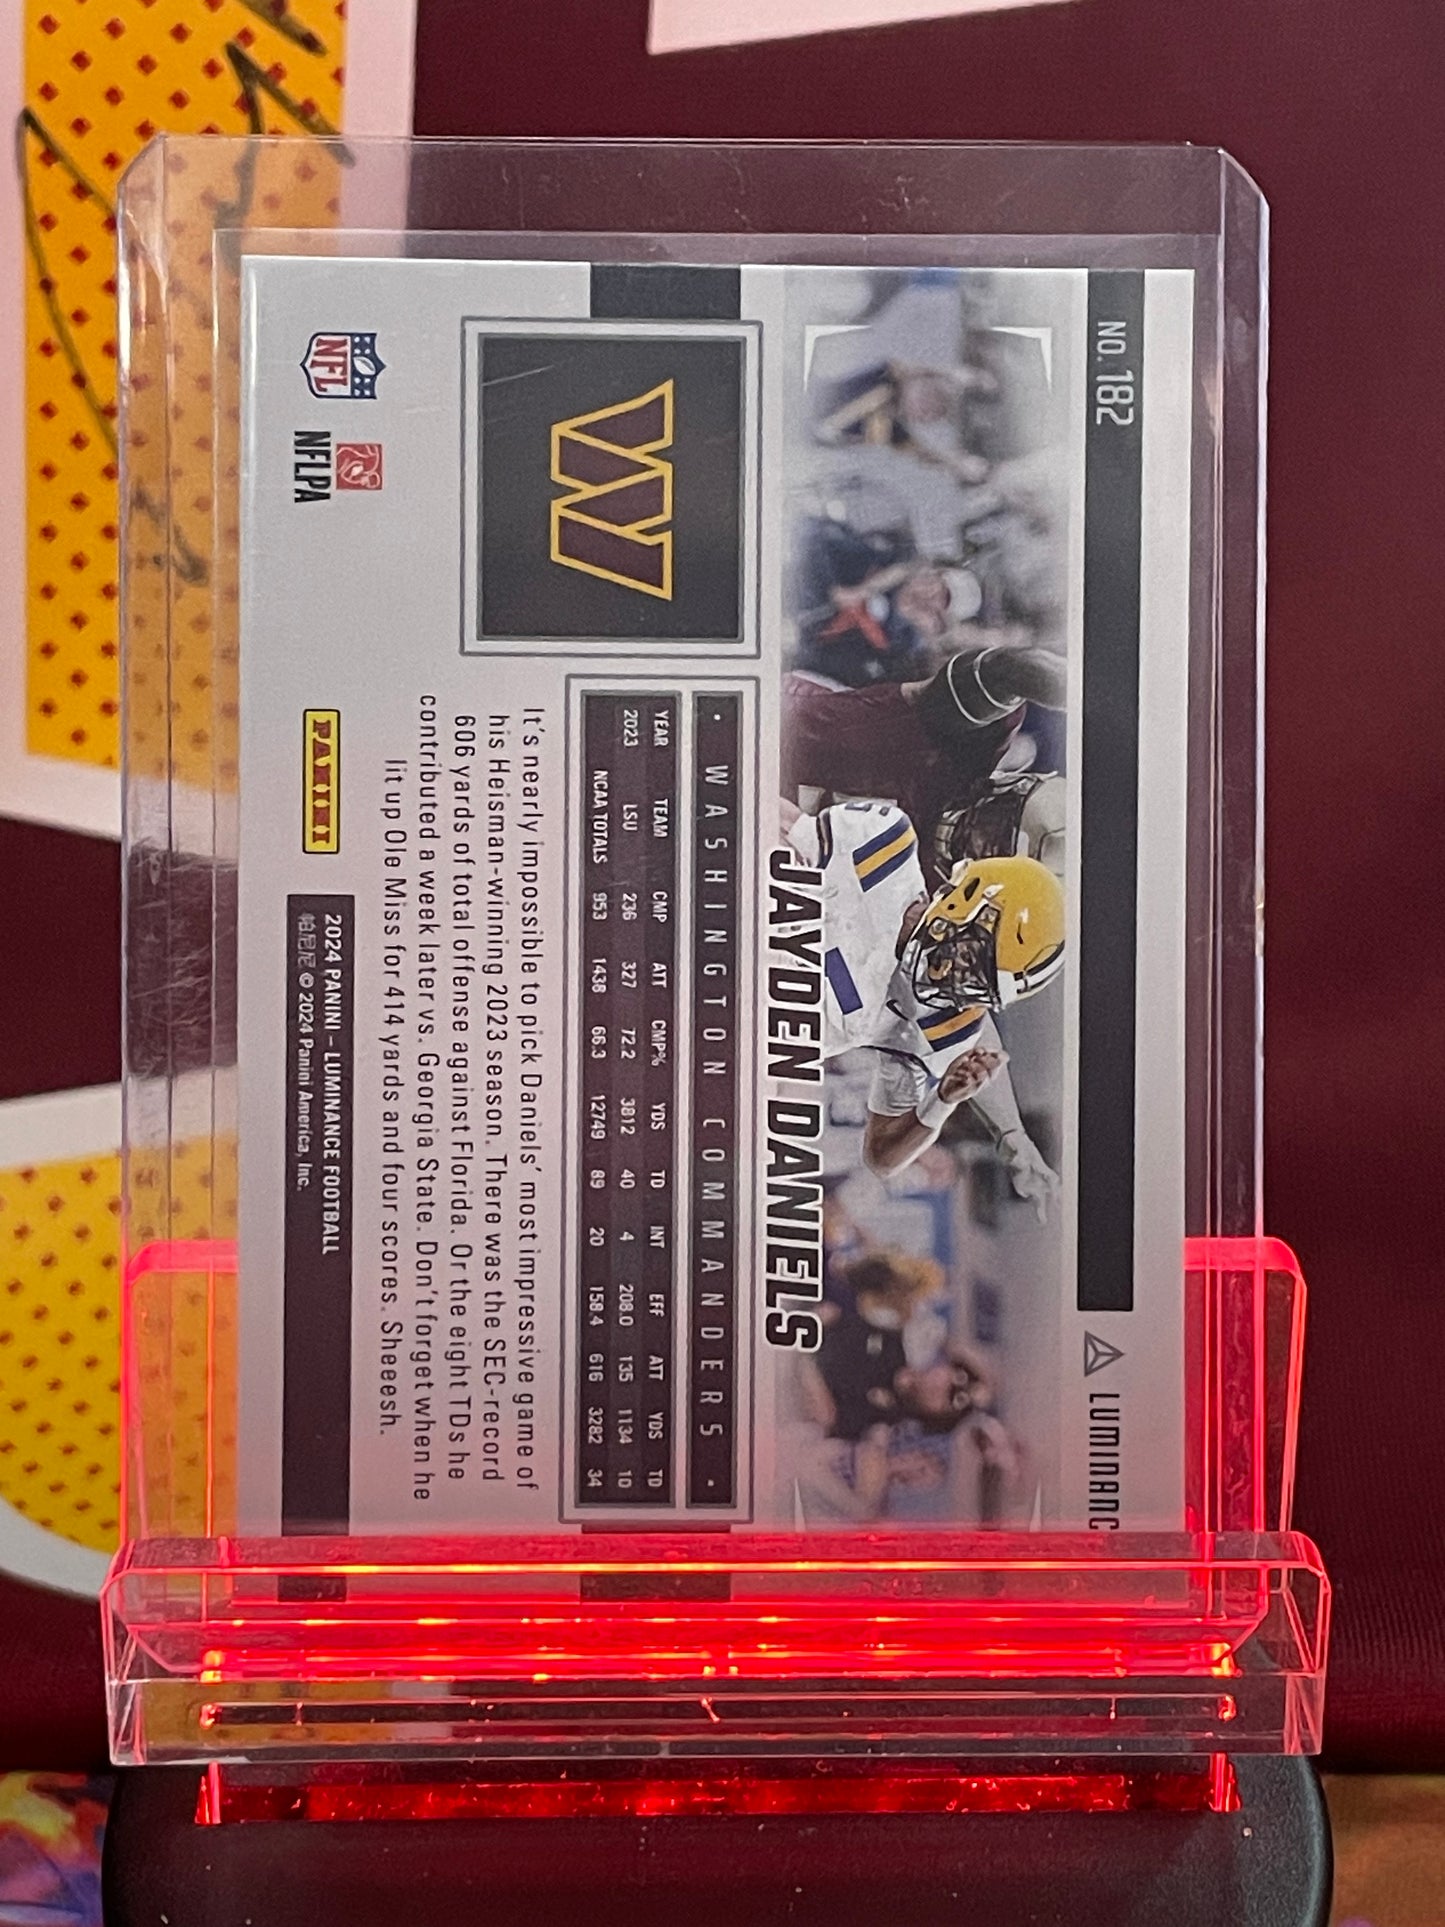 NO. 182
LUMINANC
JAYDEN DANIELS
• WASHINGTON COMMANDERS •
YEAR TEAM CMP ATT CMP% YDS TD INT EFF ATT YDS TD
2023 LSU 236 327 72.2 3812 40 4 208.0 135 1134 10
NCAA TOTALS 953 1438 66.3 12749 89 20 158.4 616 3282 34
It's nearly impossible to pick Daniels' most impressive game of
his Heisman-winning 2023 season. There was the SEC-record
606 yards of total offense against Florida. Or the eight TDs he
contributed a week later vs. Georgia State. Don't forget when he
lit up Ole Miss for 414 yards and four scores. Sheeesh.
W
NFL
NFLPA
PANINI
2024 PANINI – LUMINANCE FOOTBALL
帕尼尼 © 2024 Panini America, Inc.